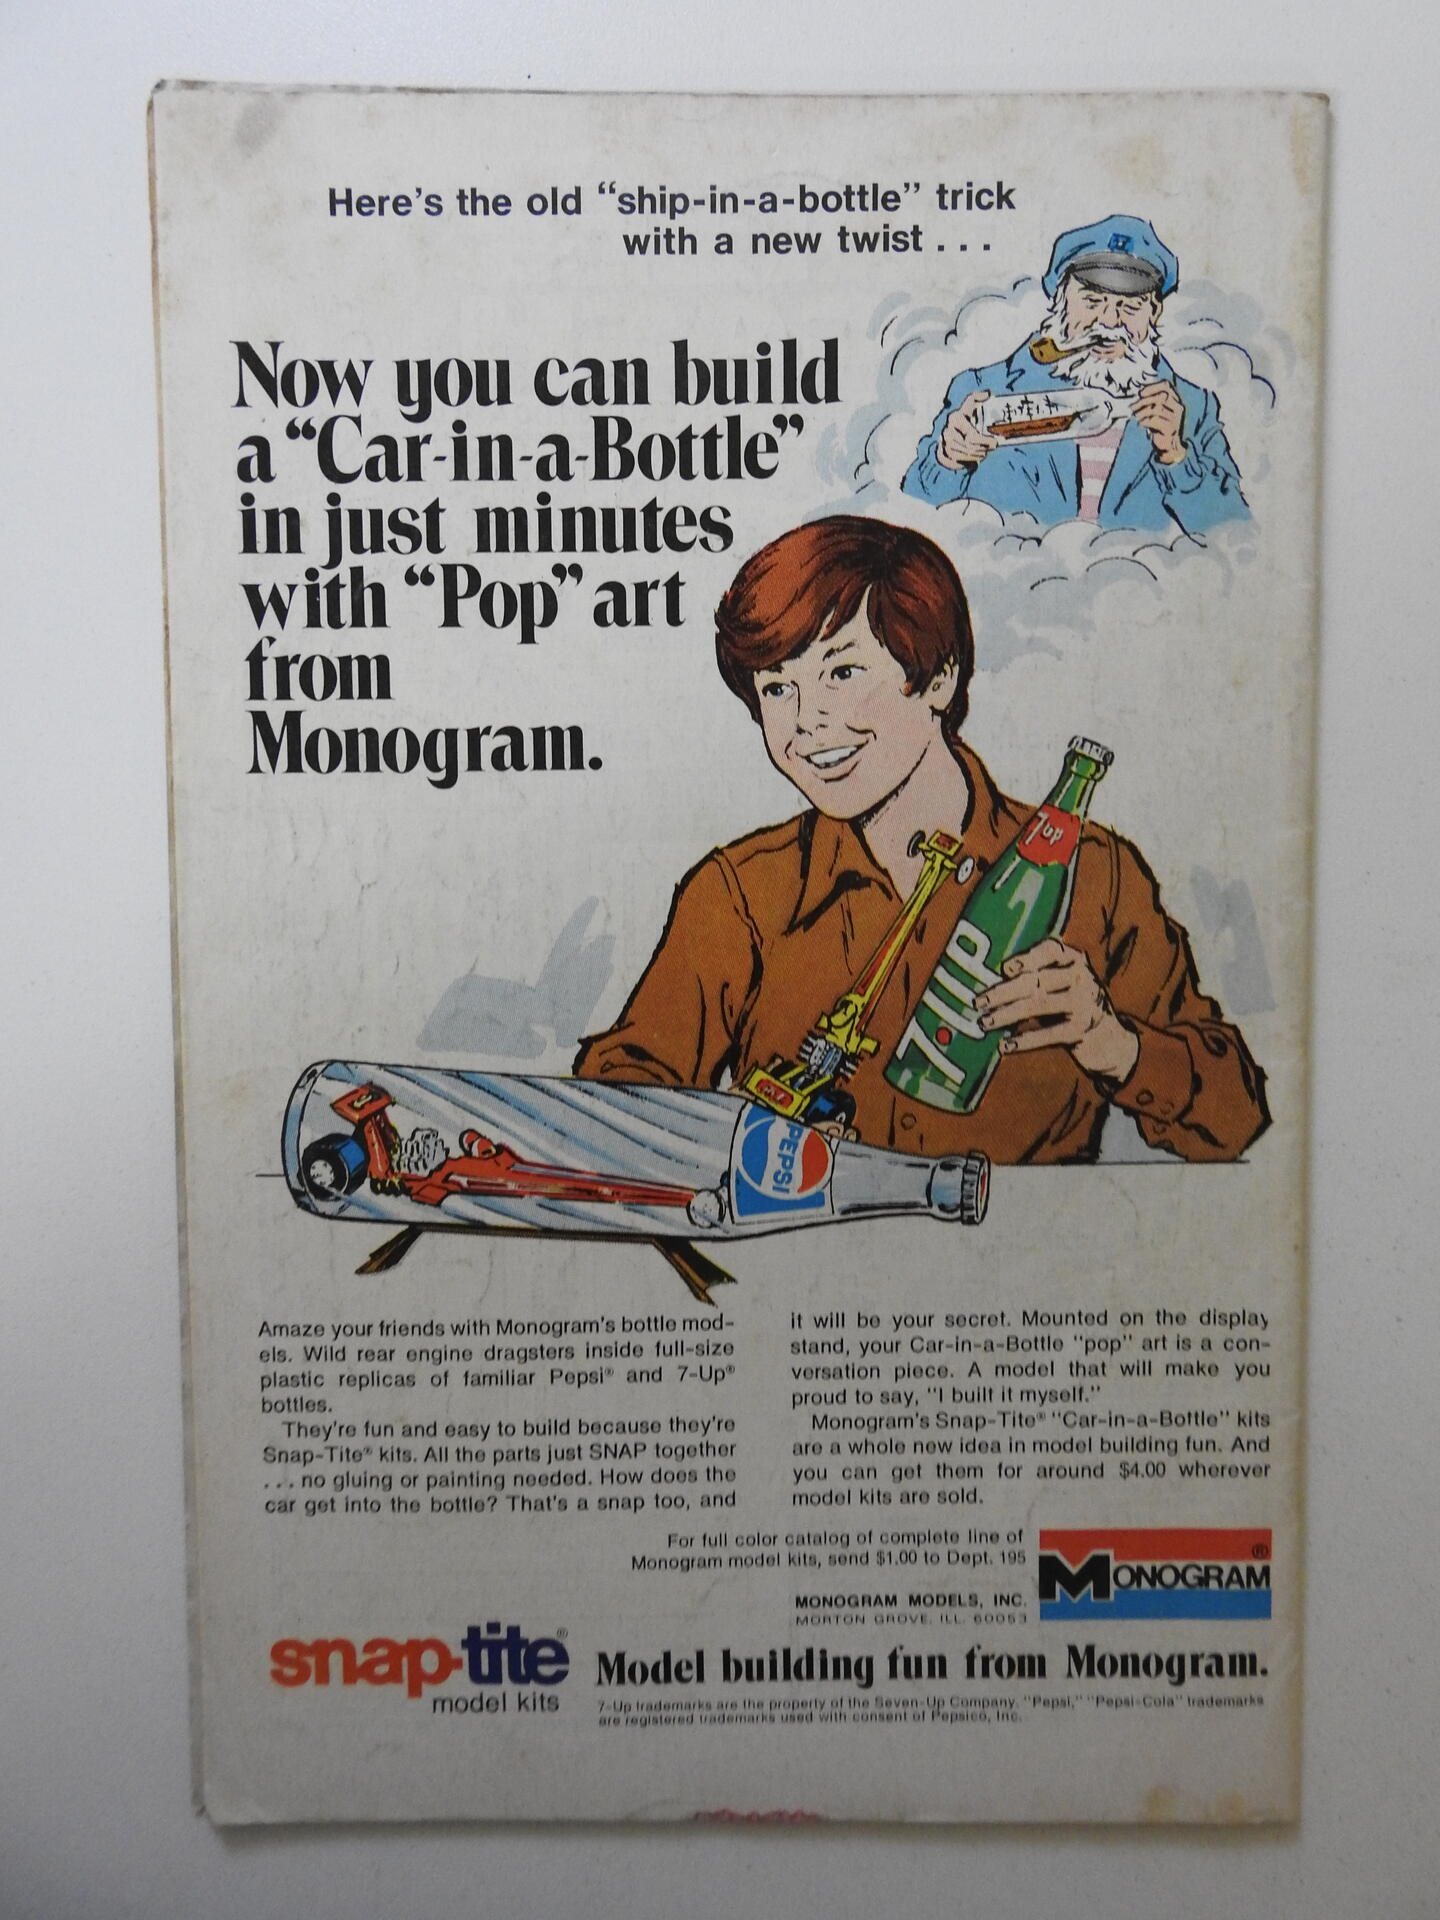 Here's the old “ship-in-a-bottle” trick
with a new twist . . .
Now you can build
a “Car-in-a-Bottle”
in just minutes
with “Pop” art
from
Monogram.
7up
7·UP
PEPSI
Amaze your friends with Monogram's bottle mod-
els. Wild rear engine dragsters inside full-size
plastic replicas of familiar Pepsi® and 7-Up®
bottles.
They're fun and easy to build because they're
Snap-Tite® kits. All the parts just SNAP together
. . . no gluing or painting needed. How does the
car get into the bottle? That's a snap too, and
it will be your secret. Mounted on the display
stand, your Car-in-a-Bottle "pop" art is a con-
versation piece. A model that will make you
proud to say, "I built it myself."
Monogram's Snap-Tite® "Car-in-a-Bottle" kits
are a whole new idea in model building fun. And
you can get them for around $4.00 wherever
model kits are sold.
For full color catalog of complete line of
Monogram model kits, send $1.00 to Dept. 195
MONOGRAM MODELS, INC.
MORTON GROVE, ILL. 60053
MONOGRAM®
snap-tite®
model kits
Model building fun from Monogram.
7-Up trademarks are the property of the Seven-Up Company. "Pepsi," "Pepsi-Cola" trademarks
are registered trademarks used with consent of Pepsico, Inc.